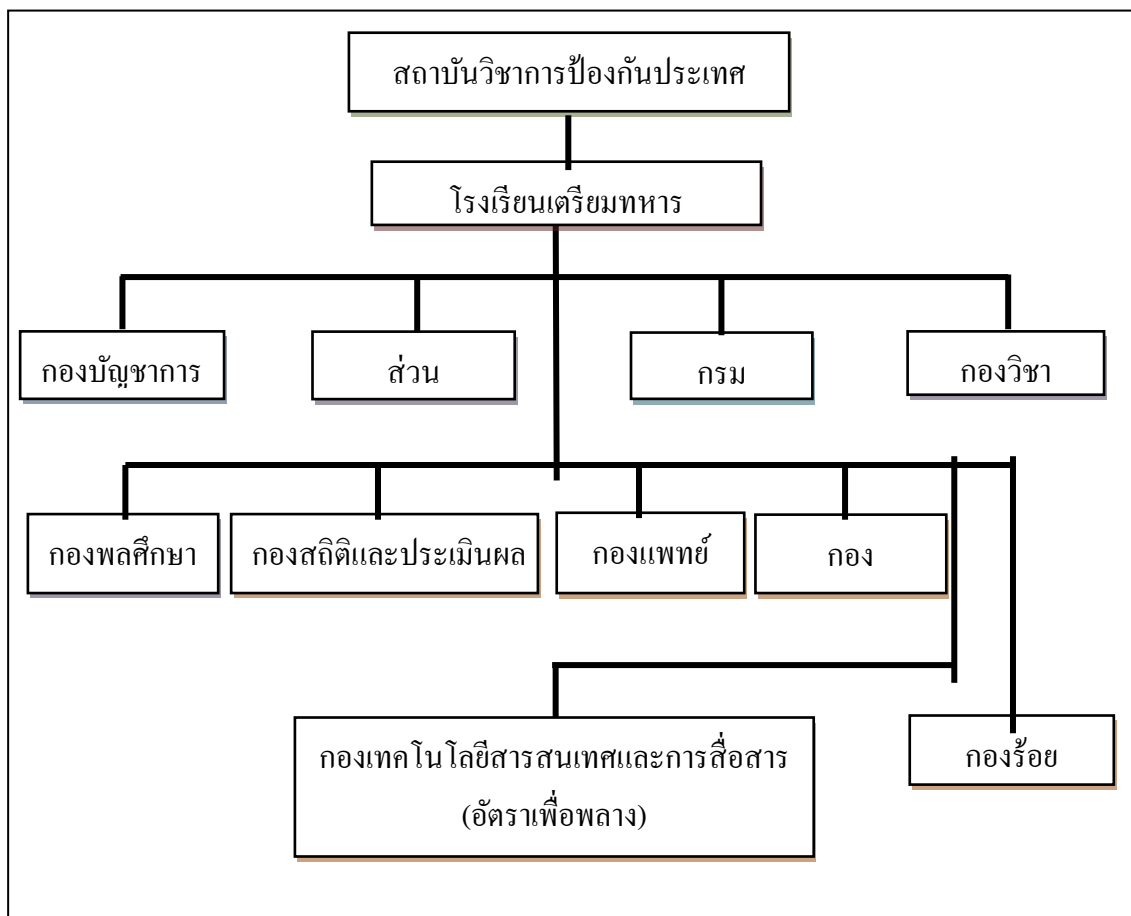 สถาบันวิชาการป้องกันประเทศ
โรงเรียนเตรียมทหาร
กองบัญชาการ
ส่วน
กรม
กองวิชา
กองพลศึกษา
กองสถิติและประเมินผล
กองแพทย์
กอง
กองเทคโนโลยีสารสนเทศและการสื่อสาร
(อัตราเพื่อพลาง)
กองร้อย